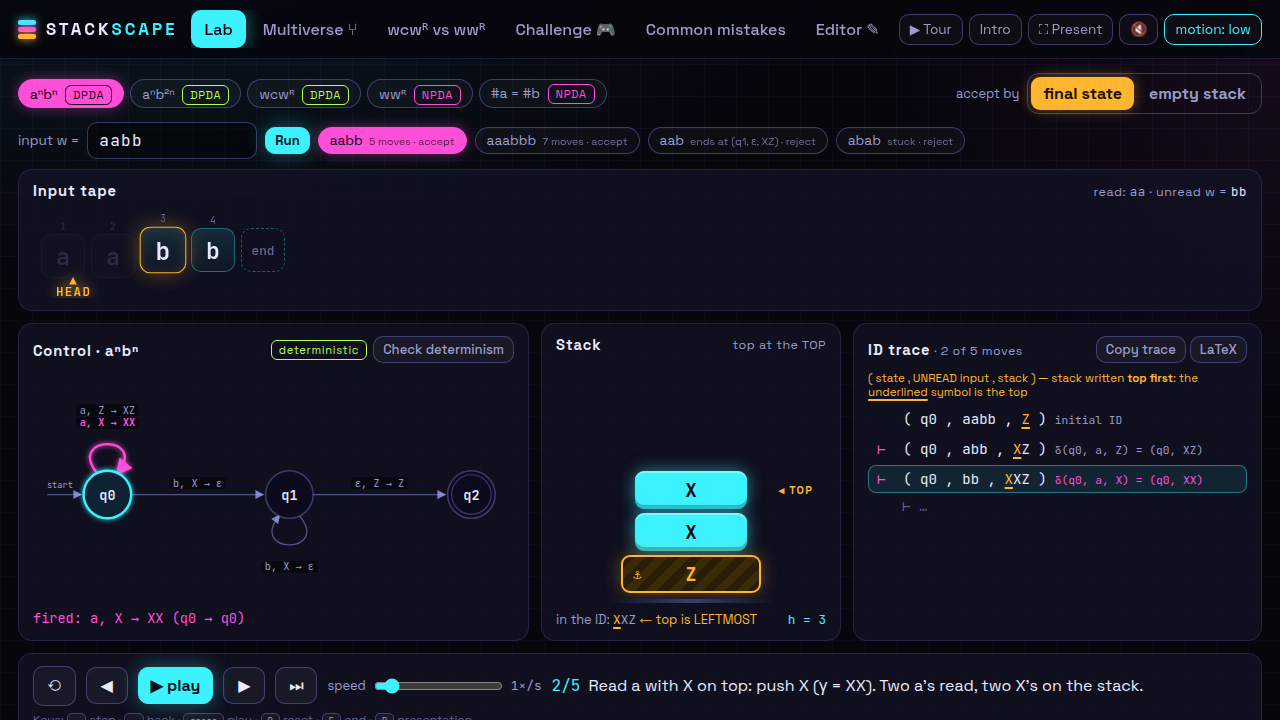 STACKSCAPE Lab Multiverse ⑂ wcwᴿ vs wwᴿ Challenge 🎮 Common mistakes Editor ✎ ▶ Tour Intro ⛶ Present 🔇 motion: low
aⁿbⁿ DPDA aⁿb²ⁿ DPDA wcwᴿ DPDA wwᴿ NPDA #a = #b NPDA accept by final state empty stack
input w = aabb Run aabb 5 moves · accept aaabbb 7 moves · accept aab ends at (q1, ε, XZ) · reject abab stuck · reject
Input tape read: aa · unread w = bb
1 2 3 4
a a b b end
▲
HEAD
Control · aⁿbⁿ deterministic Check determinism
a, Z → XZ
a, X → XX
start q0 b, X → ε q1 ε, Z → Z q2
b, X → ε
fired: a, X → XX (q0 → q0)
Stack top at the TOP
X ◂ TOP
X
⚓ Z
in the ID: XXZ ← top is LEFTMOST h = 3
ID trace · 2 of 5 moves Copy trace LaTeX
( state , UNREAD input , stack ) — stack written top first: the
underlined symbol is the top
( q0 , aabb , Z ) initial ID
⊢ ( q0 , abb , XZ ) δ(q0, a, Z) = (q0, XZ)
⊢ ( q0 , bb , XXZ ) δ(q0, a, X) = (q0, XX)
⊢ …
⟲ ◀ ▶ play ▶ ⏭ speed 1×/s 2/5 Read a with X on top: push X (γ = XX). Two a's read, two X's on the stack.